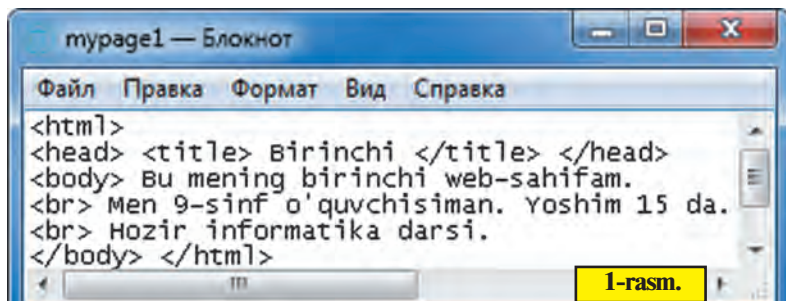 mypage1 — Блокнот
Файл Правка Формат Вид Справка
<html>
<head> <title> Birinchi </title> </head>
<body> Bu mening birinchi web-sahifam.
<br> Men 9-sinf o'quvchisiman. Yoshim 15 da.
<br> Hozir informatika darsi.
</body> </html>
1-rasm.